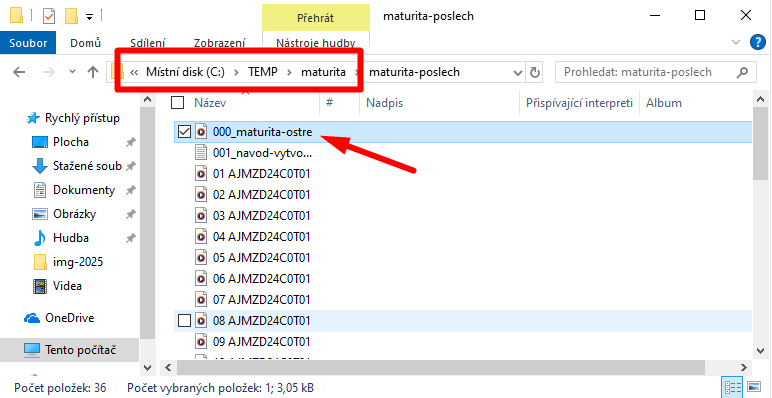 Přehrát
maturita-poslech
Soubor Domů Sdílení Zobrazení Nástroje hudby
Místní disk (C:) TEMP maturita maturita-poslech Prohledat: maturita-poslech
Název # Nadpis Přispívající interpreti Album
Rychlý přístup
Plocha
Stažené soub
Dokumenty
Obrázky
Hudba
img-2025
Videa
OneDrive
Tento počítač
000_maturita-ostre
001_navod-vytvo...
01 AJMZD24C0T01
02 AJMZD24C0T01
03 AJMZD24C0T01
04 AJMZD24C0T01
05 AJMZD24C0T01
06 AJMZD24C0T01
07 AJMZD24C0T01
08 AJMZD24C0T01
09 AJMZD24C0T01
Počet položek: 36 Počet vybraných položek: 1; 3,05 kB